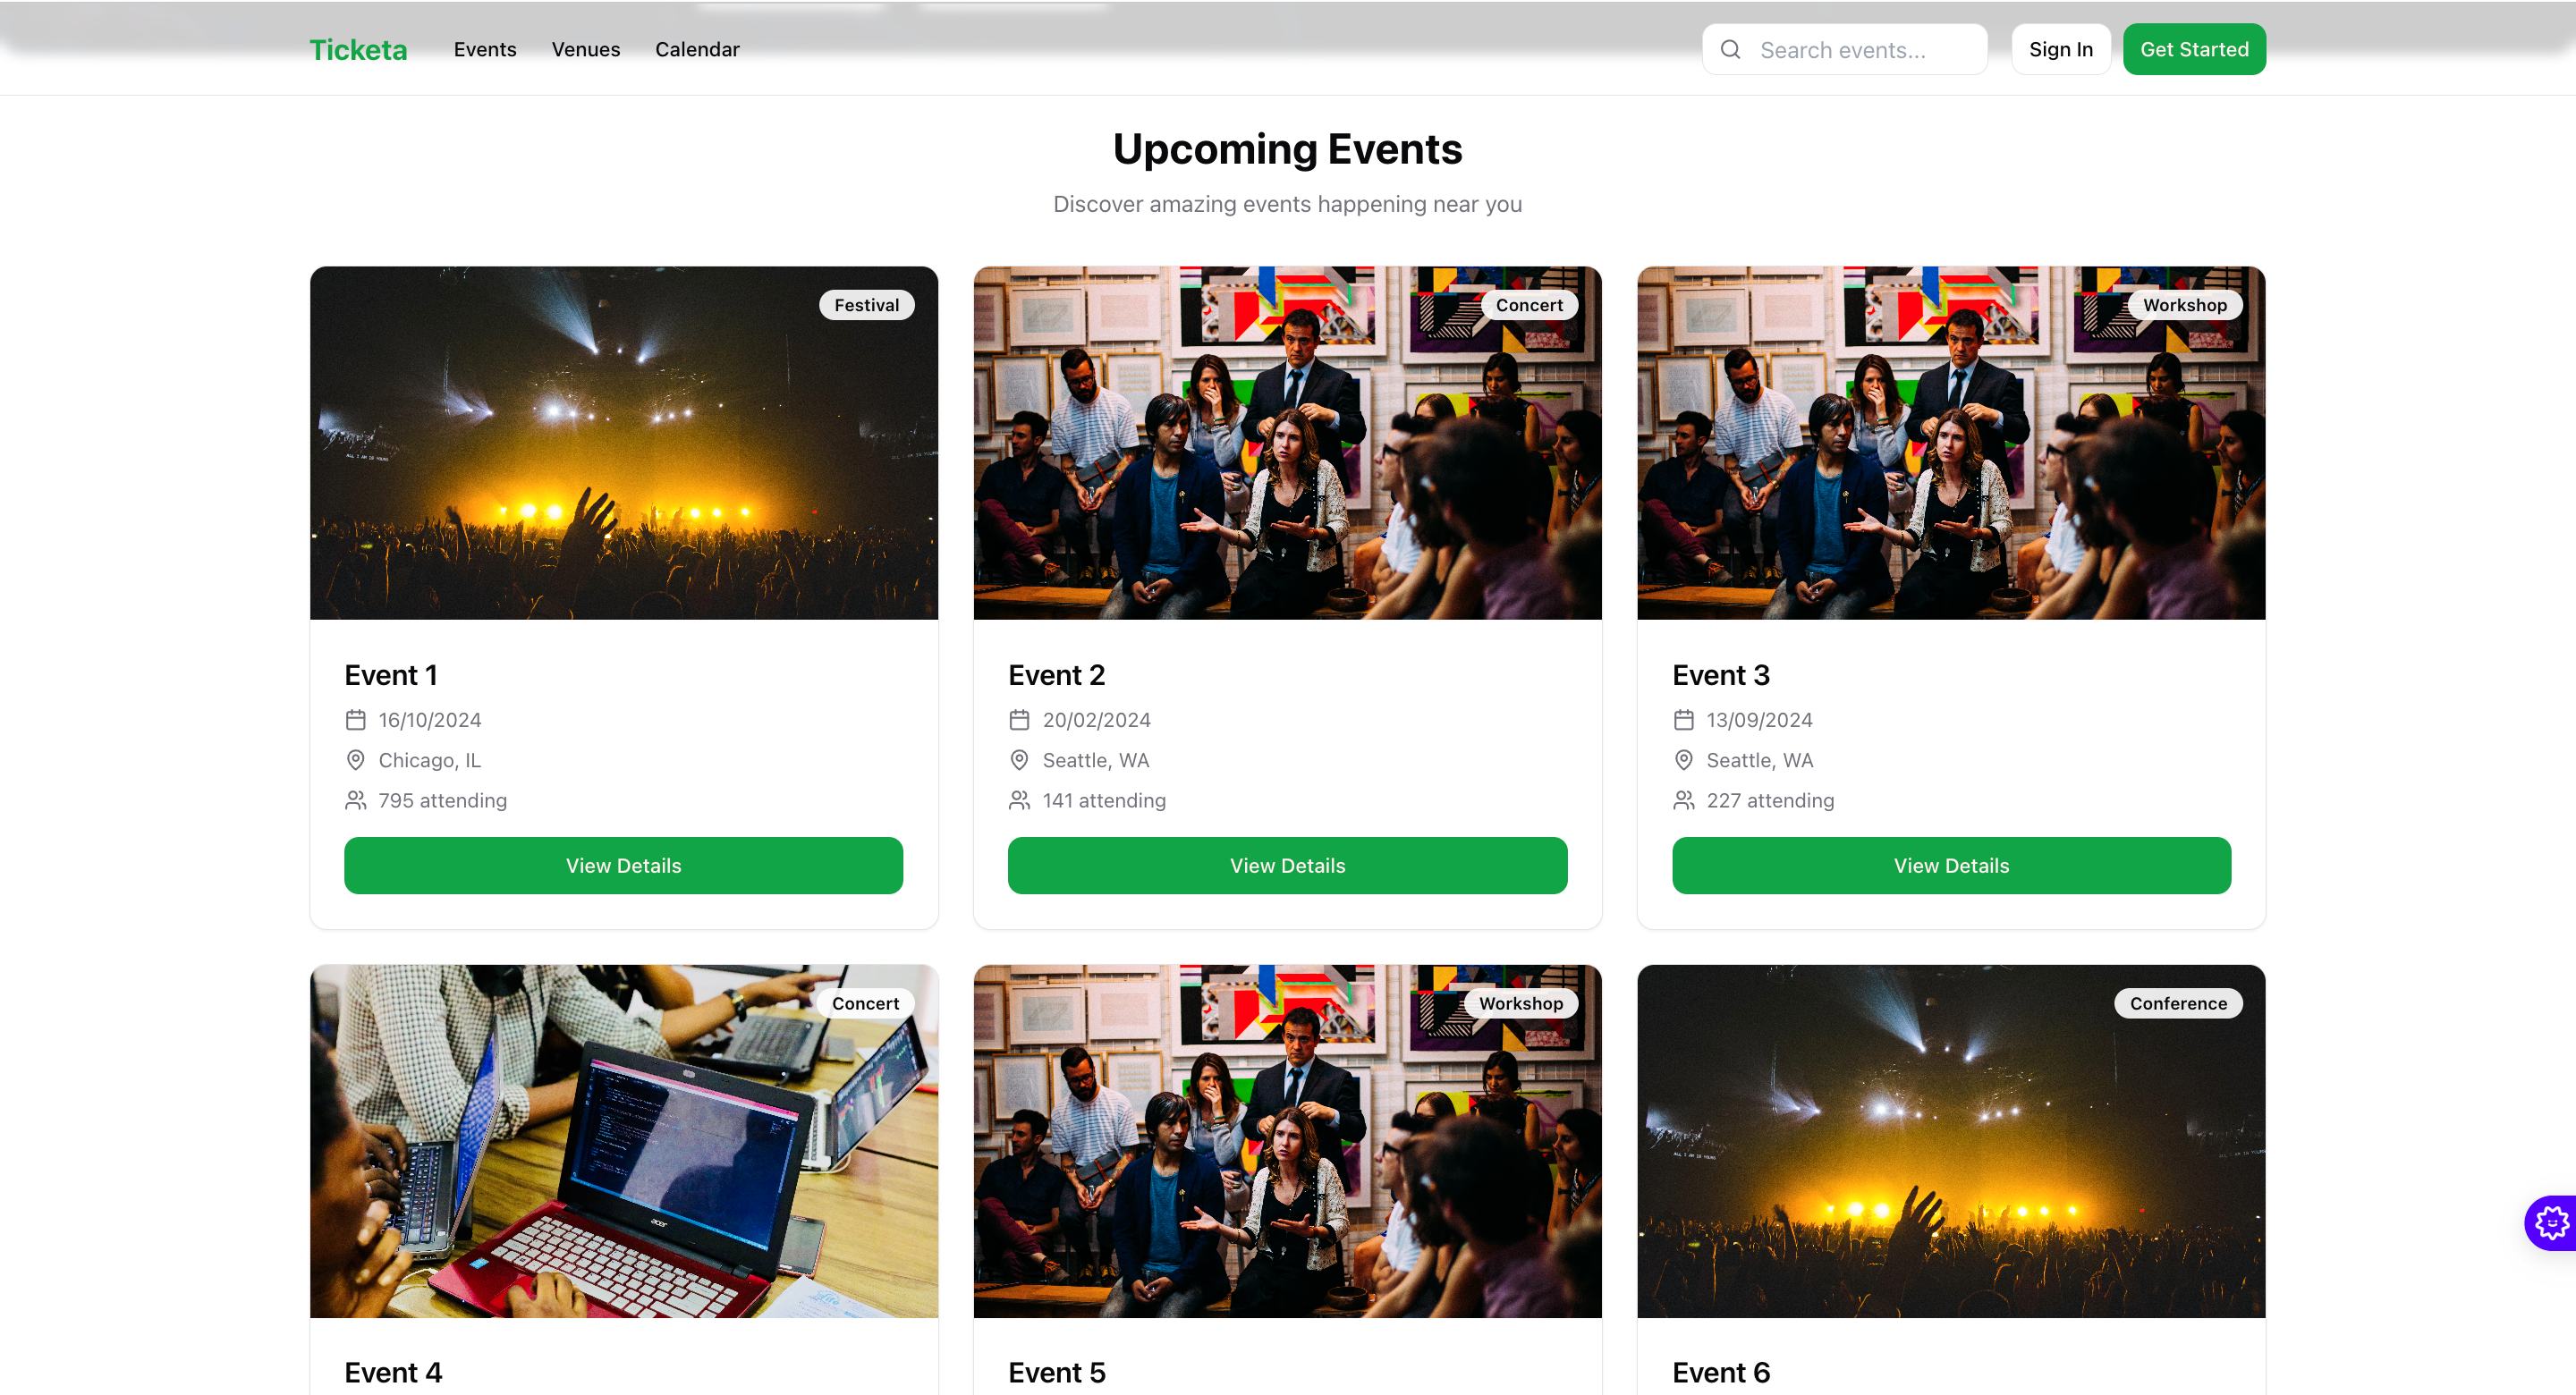 Ticketa
Events
Venues
Calendar
Search events...
Sign In
Get Started
Upcoming Events
Discover amazing events happening near you
Festival
Concert
Workshop
Event 1
16/10/2024
Chicago, IL
795 attending
View Details
Event 2
20/02/2024
Seattle, WA
141 attending
View Details
Event 3
13/09/2024
Seattle, WA
227 attending
View Details
Concert
acer
Workshop
Conference
Event 4
Event 5
Event 6